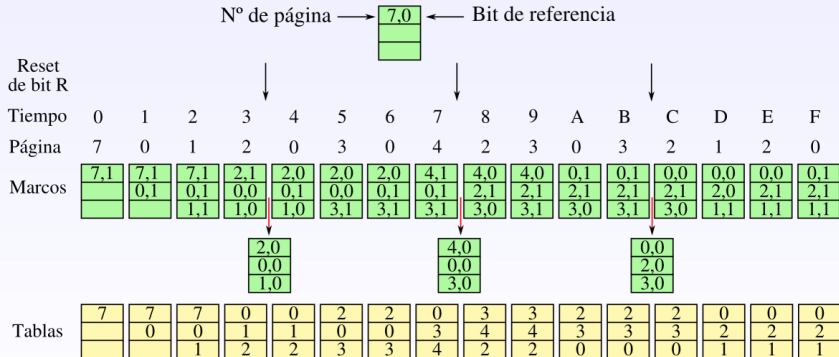 Nº de página 7,0 Bit de referencia
Reset
de bit R
Tiempo 0 1 2 3 4 5 6 7 8 9 A B C D E F
Página 7 0 1 2 0 3 0 4 2 3 0 3 2 1 2 0
7,1 7,1 7,1 2,1 2,0 2,0 2,0 4,1 4,0 4,0 0,1 0,1 0,0 0,0 0,0 0,1
Marcos 0,1 0,1 0,0 0,1 0,0 0,1 0,1 2,1 2,1 2,1 2,1 2,1 2,0 2,1 2,1
1,1 1,0 1,0 3,1 3,1 3,1 3,0 3,1 3,0 3,1 3,0 1,1 1,1 1,1
2,0 4,0 0,0
0,0 0,0 2,0
1,0 3,0 3,0
7 7 7 0 0 2 2 0 3 3 2 2 2 0 0 0
Tablas 0 0 1 1 0 0 3 4 4 3 3 3 2 2 2
1 2 2 3 3 4 2 2 0 0 0 1 1 1